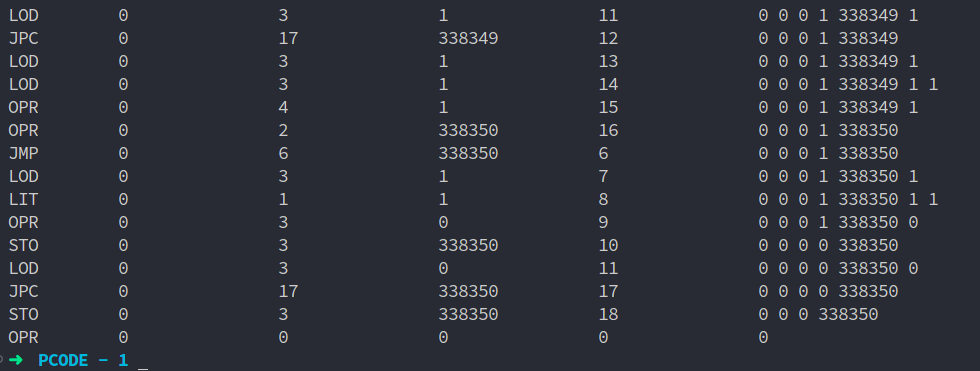 LOD 0 3 1 11 0 0 0 1 338349 1
JPC 0 17 338349 12 0 0 0 1 338349
LOD 0 3 1 13 0 0 0 1 338349 1
LOD 0 3 1 14 0 0 0 1 338349 1 1
OPR 0 4 1 15 0 0 0 1 338349 1
OPR 0 2 338350 16 0 0 0 1 338350
JMP 0 6 338350 6 0 0 0 1 338350
LOD 0 3 1 7 0 0 0 1 338350 1
LIT 0 1 1 8 0 0 0 1 338350 1 1
OPR 0 3 0 9 0 0 0 1 338350 0
STO 0 3 338350 10 0 0 0 0 338350
LOD 0 3 0 11 0 0 0 0 338350 0
JPC 0 17 338350 17 0 0 0 0 338350
STO 0 3 338350 18 0 0 0 338350
OPR 0 0 0 0 0
➜ PCODE - 1 _